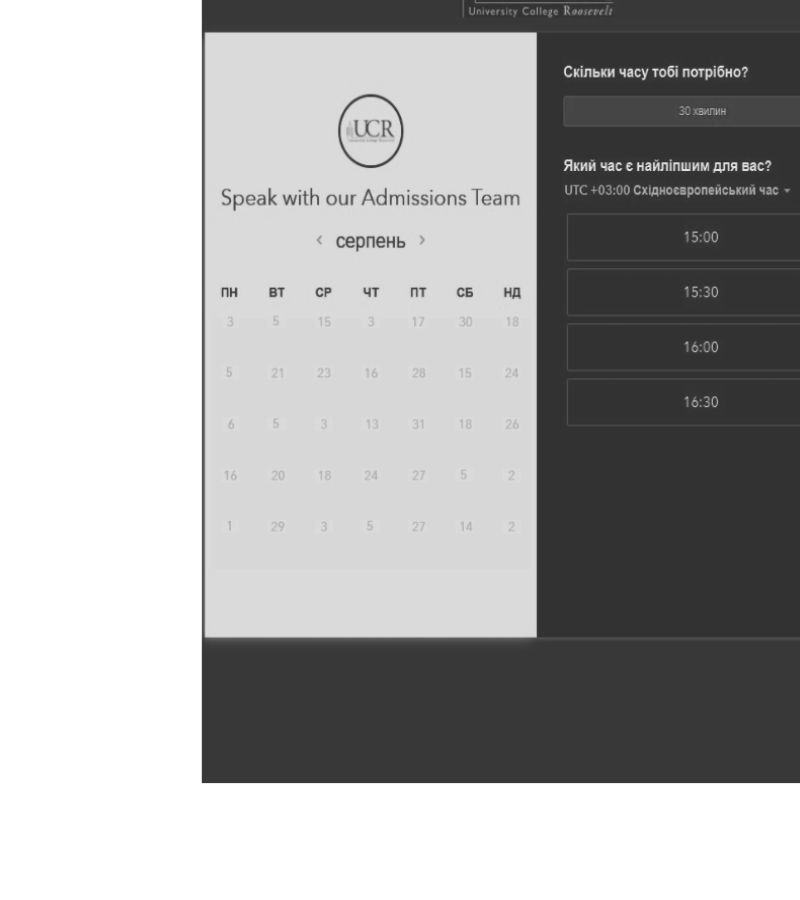 University College Roosevelt
UCR
Speak with our Admissions Team
серпень
ПН ВТ СР ЧТ ПТ СБ НД
3 5 15 3 17 30 18
5 21 23 16 28 15 24
6 5 3 13 31 18 26
16 20 18 24 27 5 2
1 29 3 5 27 14 2
Скільки часу тобі потрібно?
30 хвилин
Який час є найліпшим для вас?
UTC +03:00 Східноєвропейський час
15:00
15:30
16:00
16:30